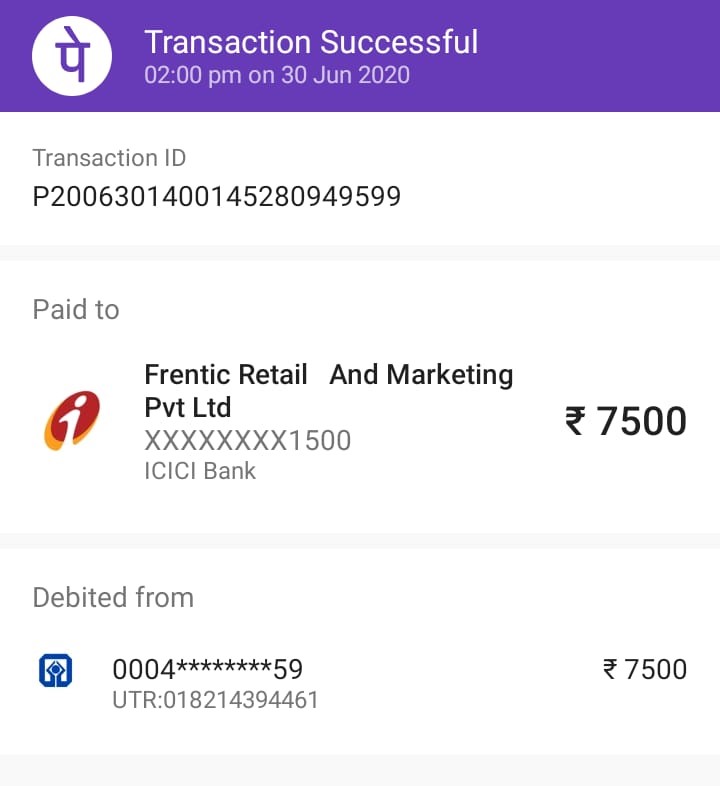 पे
Transaction Successful
02:00 pm on 30 Jun 2020
Transaction ID
P2006301400145280949599
Paid to
Frentic Retail And Marketing
Pvt Ltd
XXXXXXXX1500
ICICI Bank
₹ 7500
Debited from
0004********59
₹ 7500
UTR:018214394461